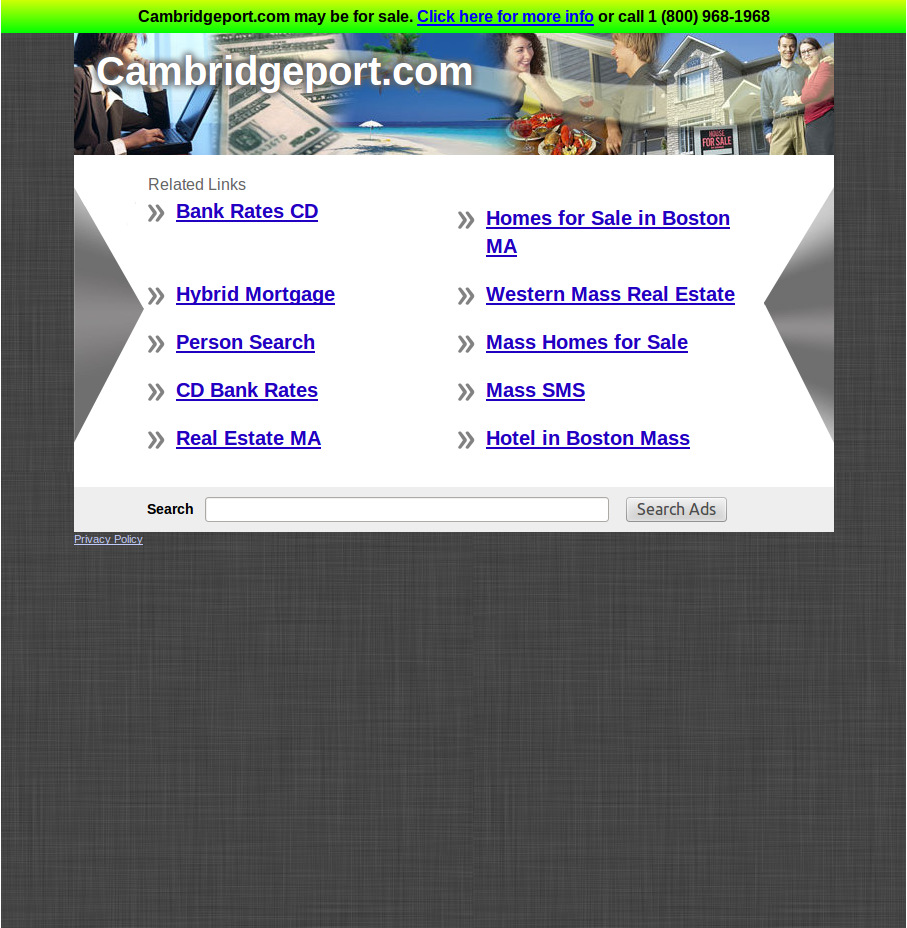 Cambridgeport.com may be for sale. Click here for more info or call 1 (800) 968-1968
Cambridgeport.com
HOUSE
FOR SALE
Related Links
Bank Rates CD
Homes for Sale in Boston
MA
Hybrid Mortgage
Western Mass Real Estate
Person Search
Mass Homes for Sale
CD Bank Rates
Mass SMS
Real Estate MA
Hotel in Boston Mass
Search
Search Ads
Privacy Policy